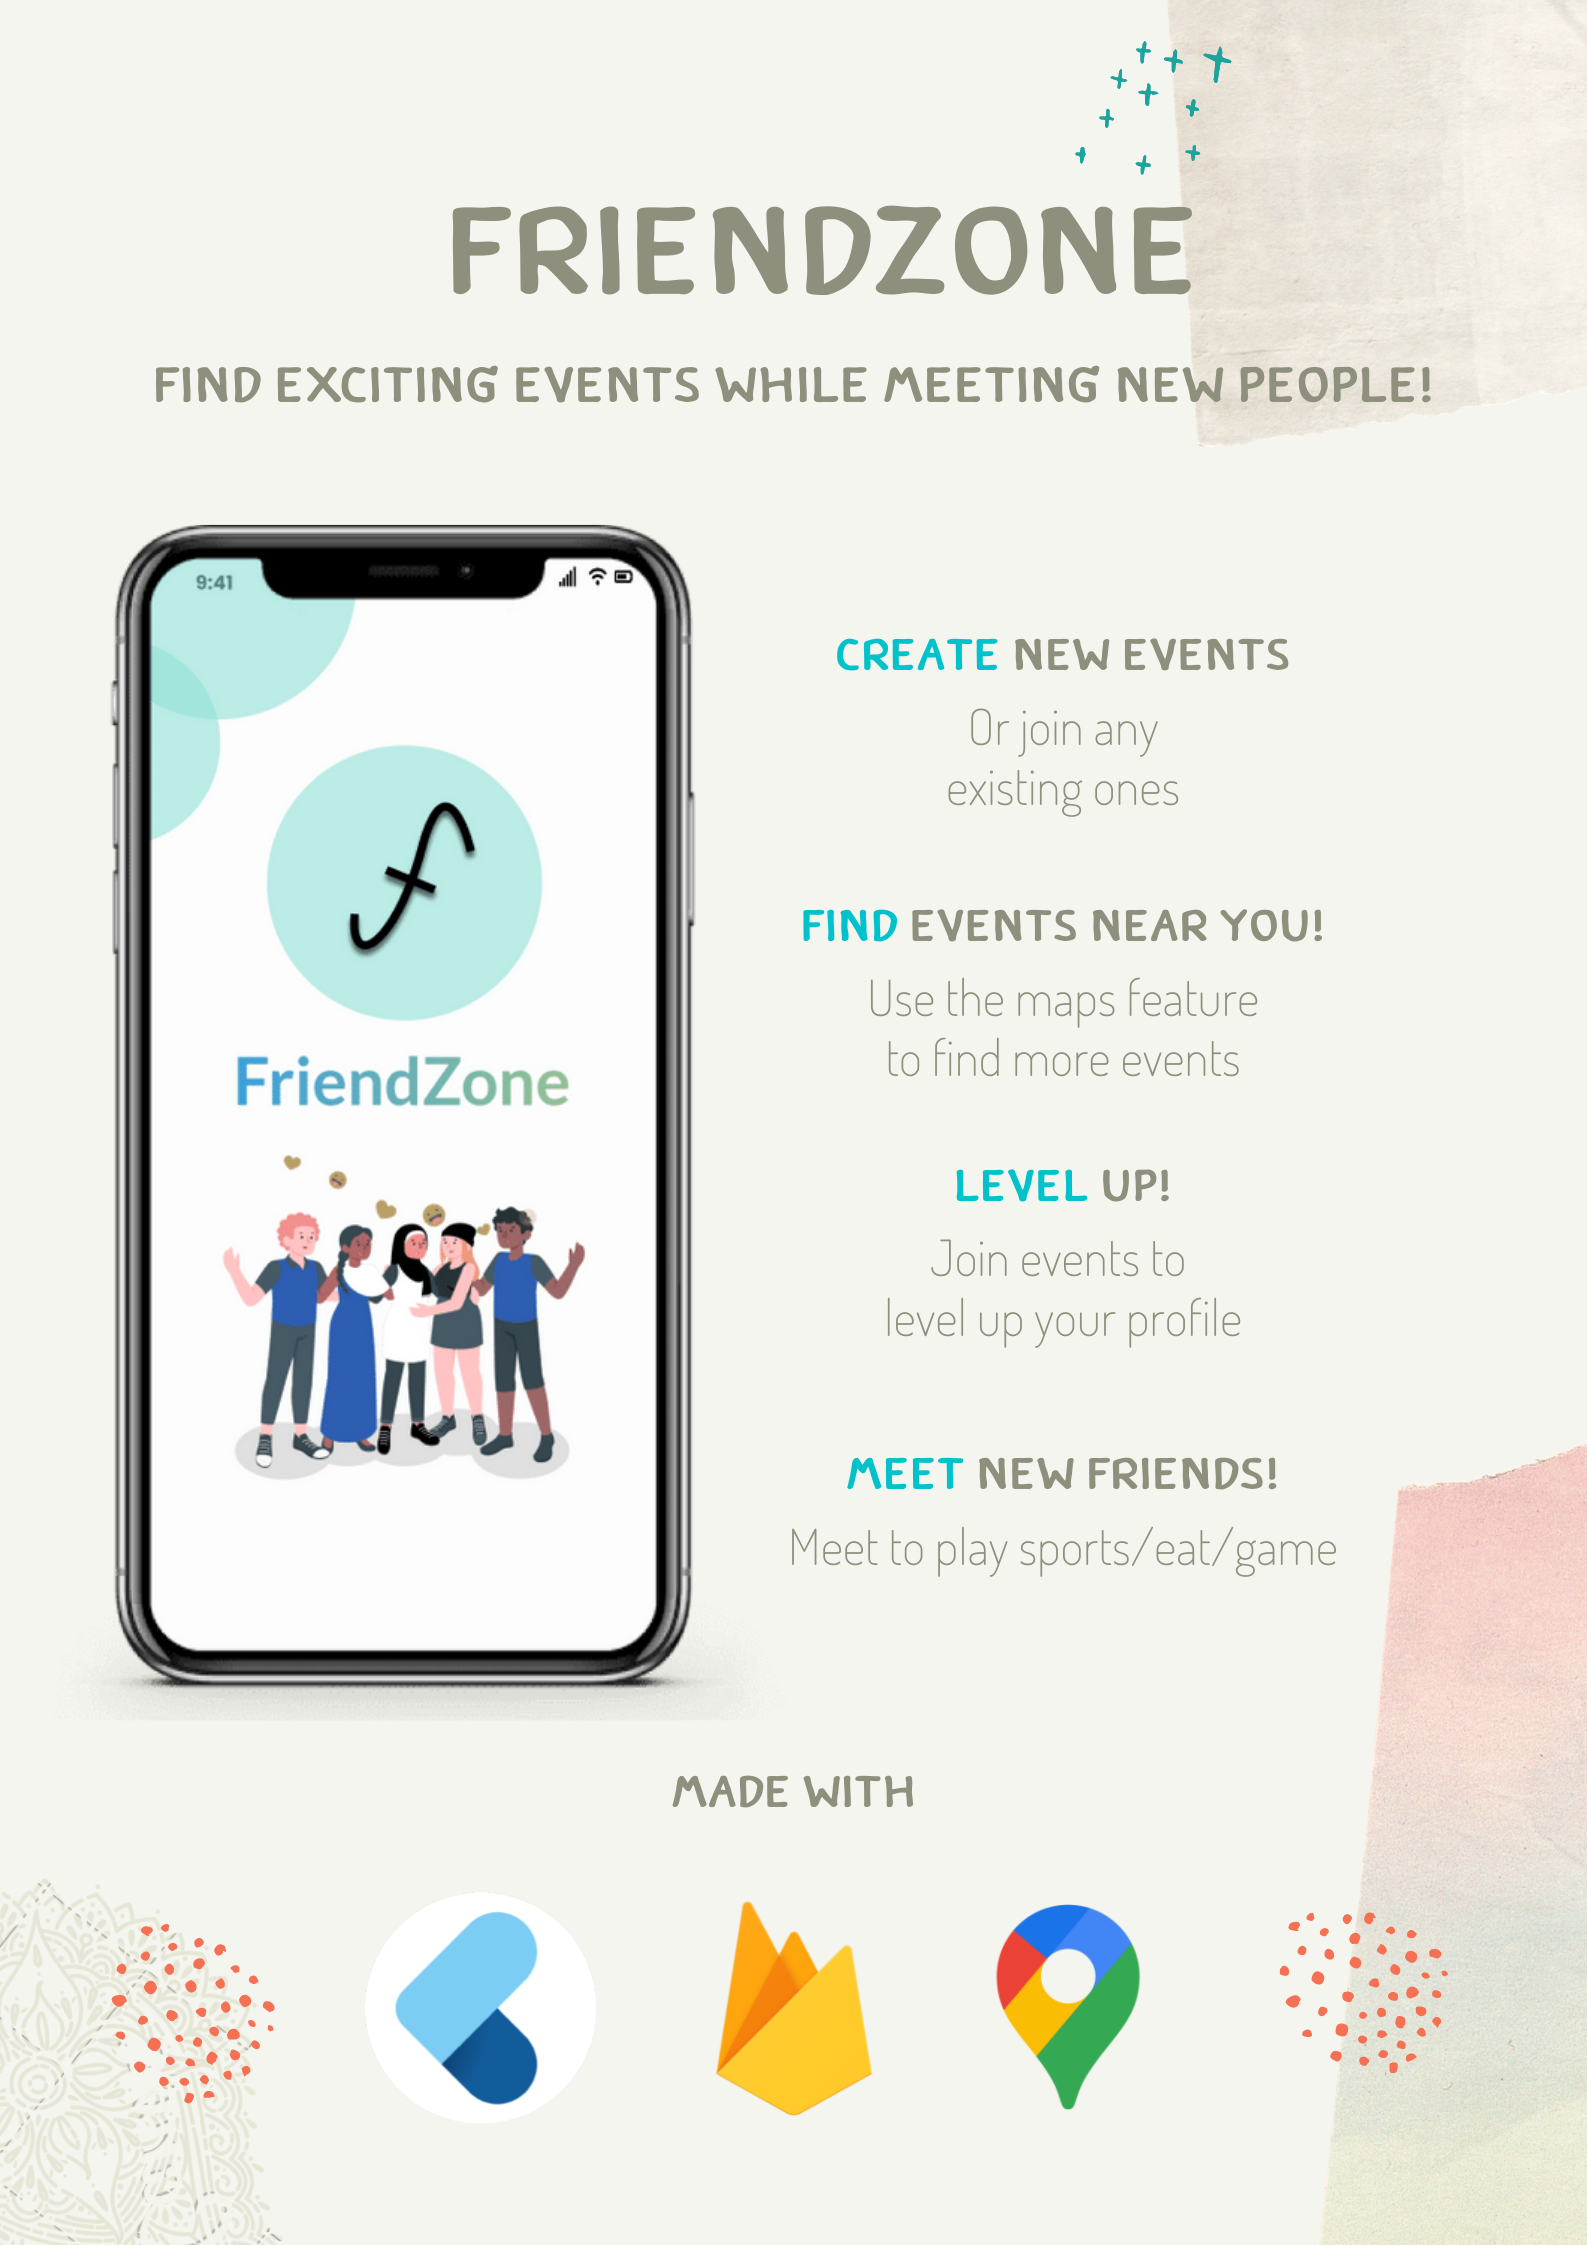 FRIENDZONE
FIND EXCITING EVENTS WHILE MEETING NEW PEOPLE!
9:41
f
FriendZone
CREATE NEW EVENTS
Or join any
existing ones
FIND EVENTS NEAR YOU!
Use the maps feature
to find more events
LEVEL UP!
Join events to
level up your profile
MEET NEW FRIENDS!
Meet to play sports/eat/game
MADE WITH